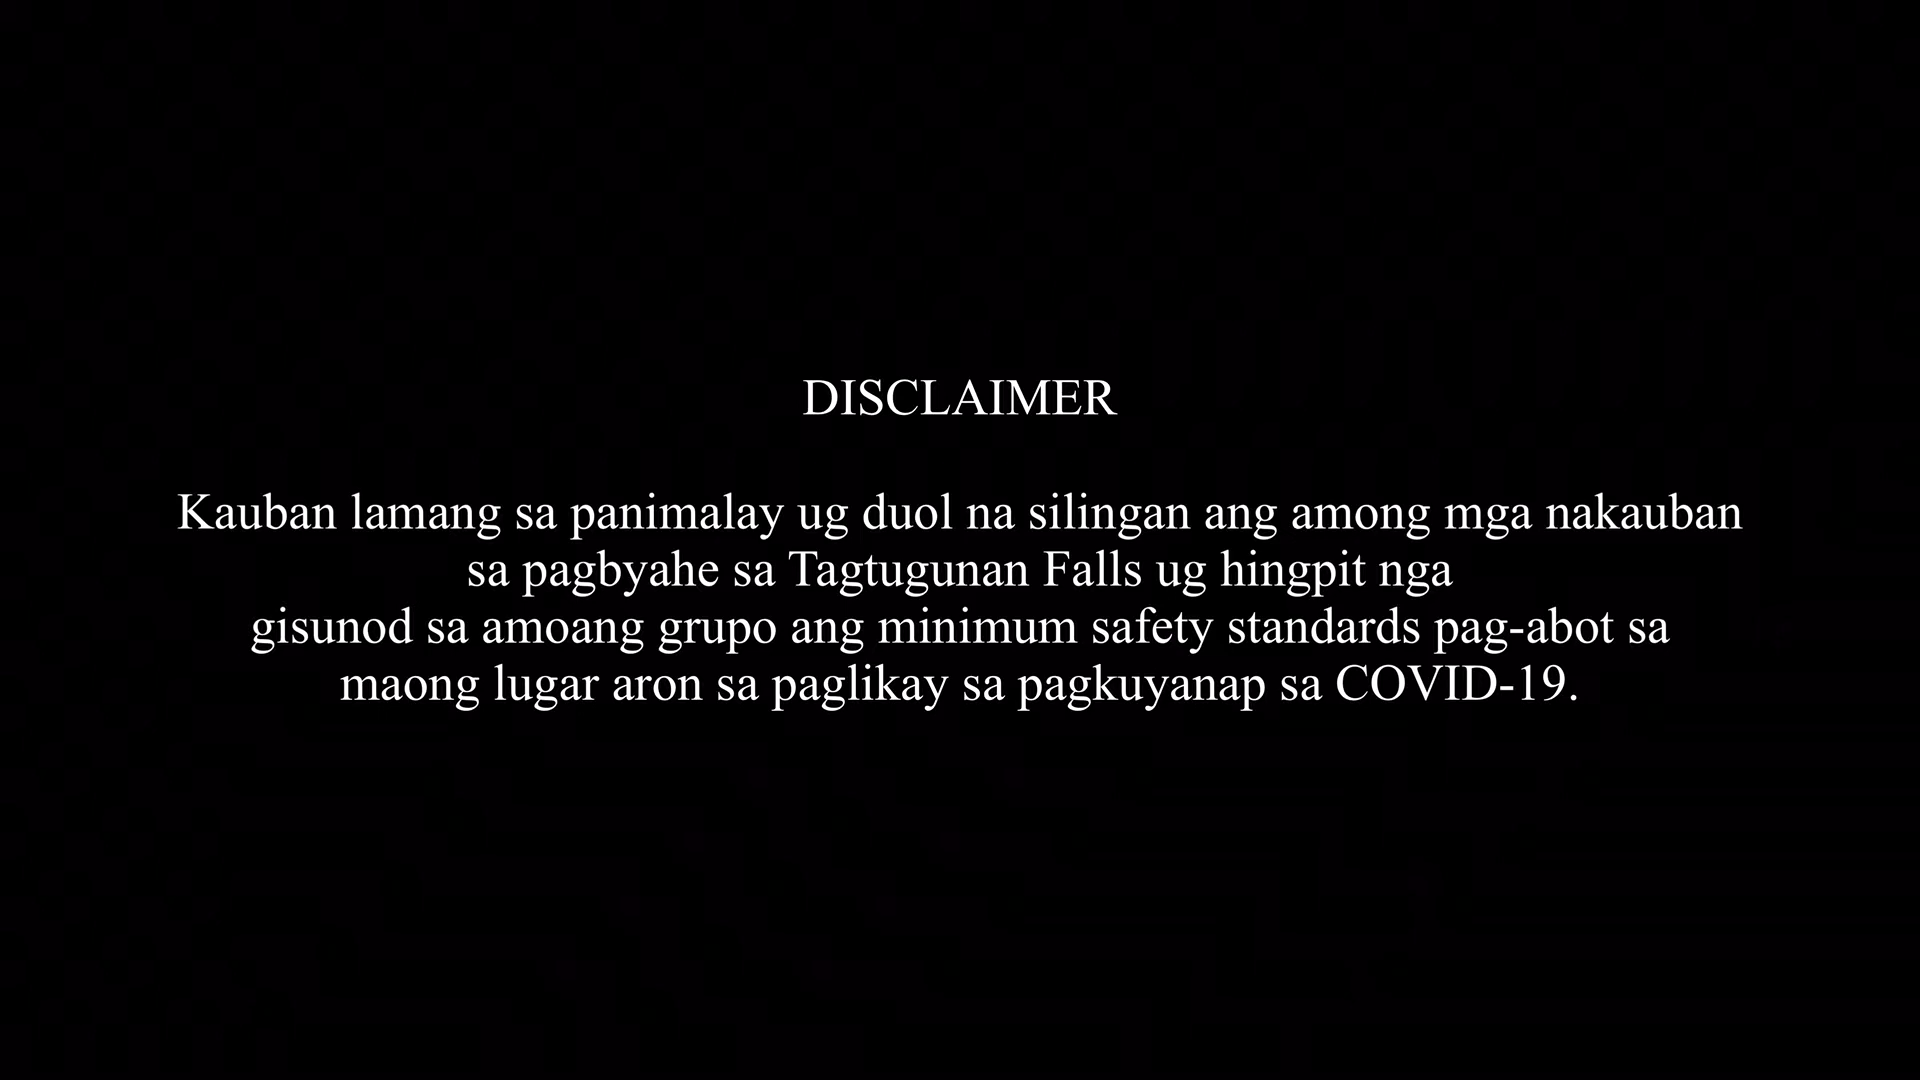 DISCLAIMER
Kauban lamang sa panimalay ug duol na silingan ang among mga nakauban
sa pagbyahe sa Tagtugunan Falls ug hingpit nga
gisunod sa amoang grupo ang minimum safety standards pag-abot sa
maong lugar aron sa paglikay sa pagkuyanap sa COVID-19.